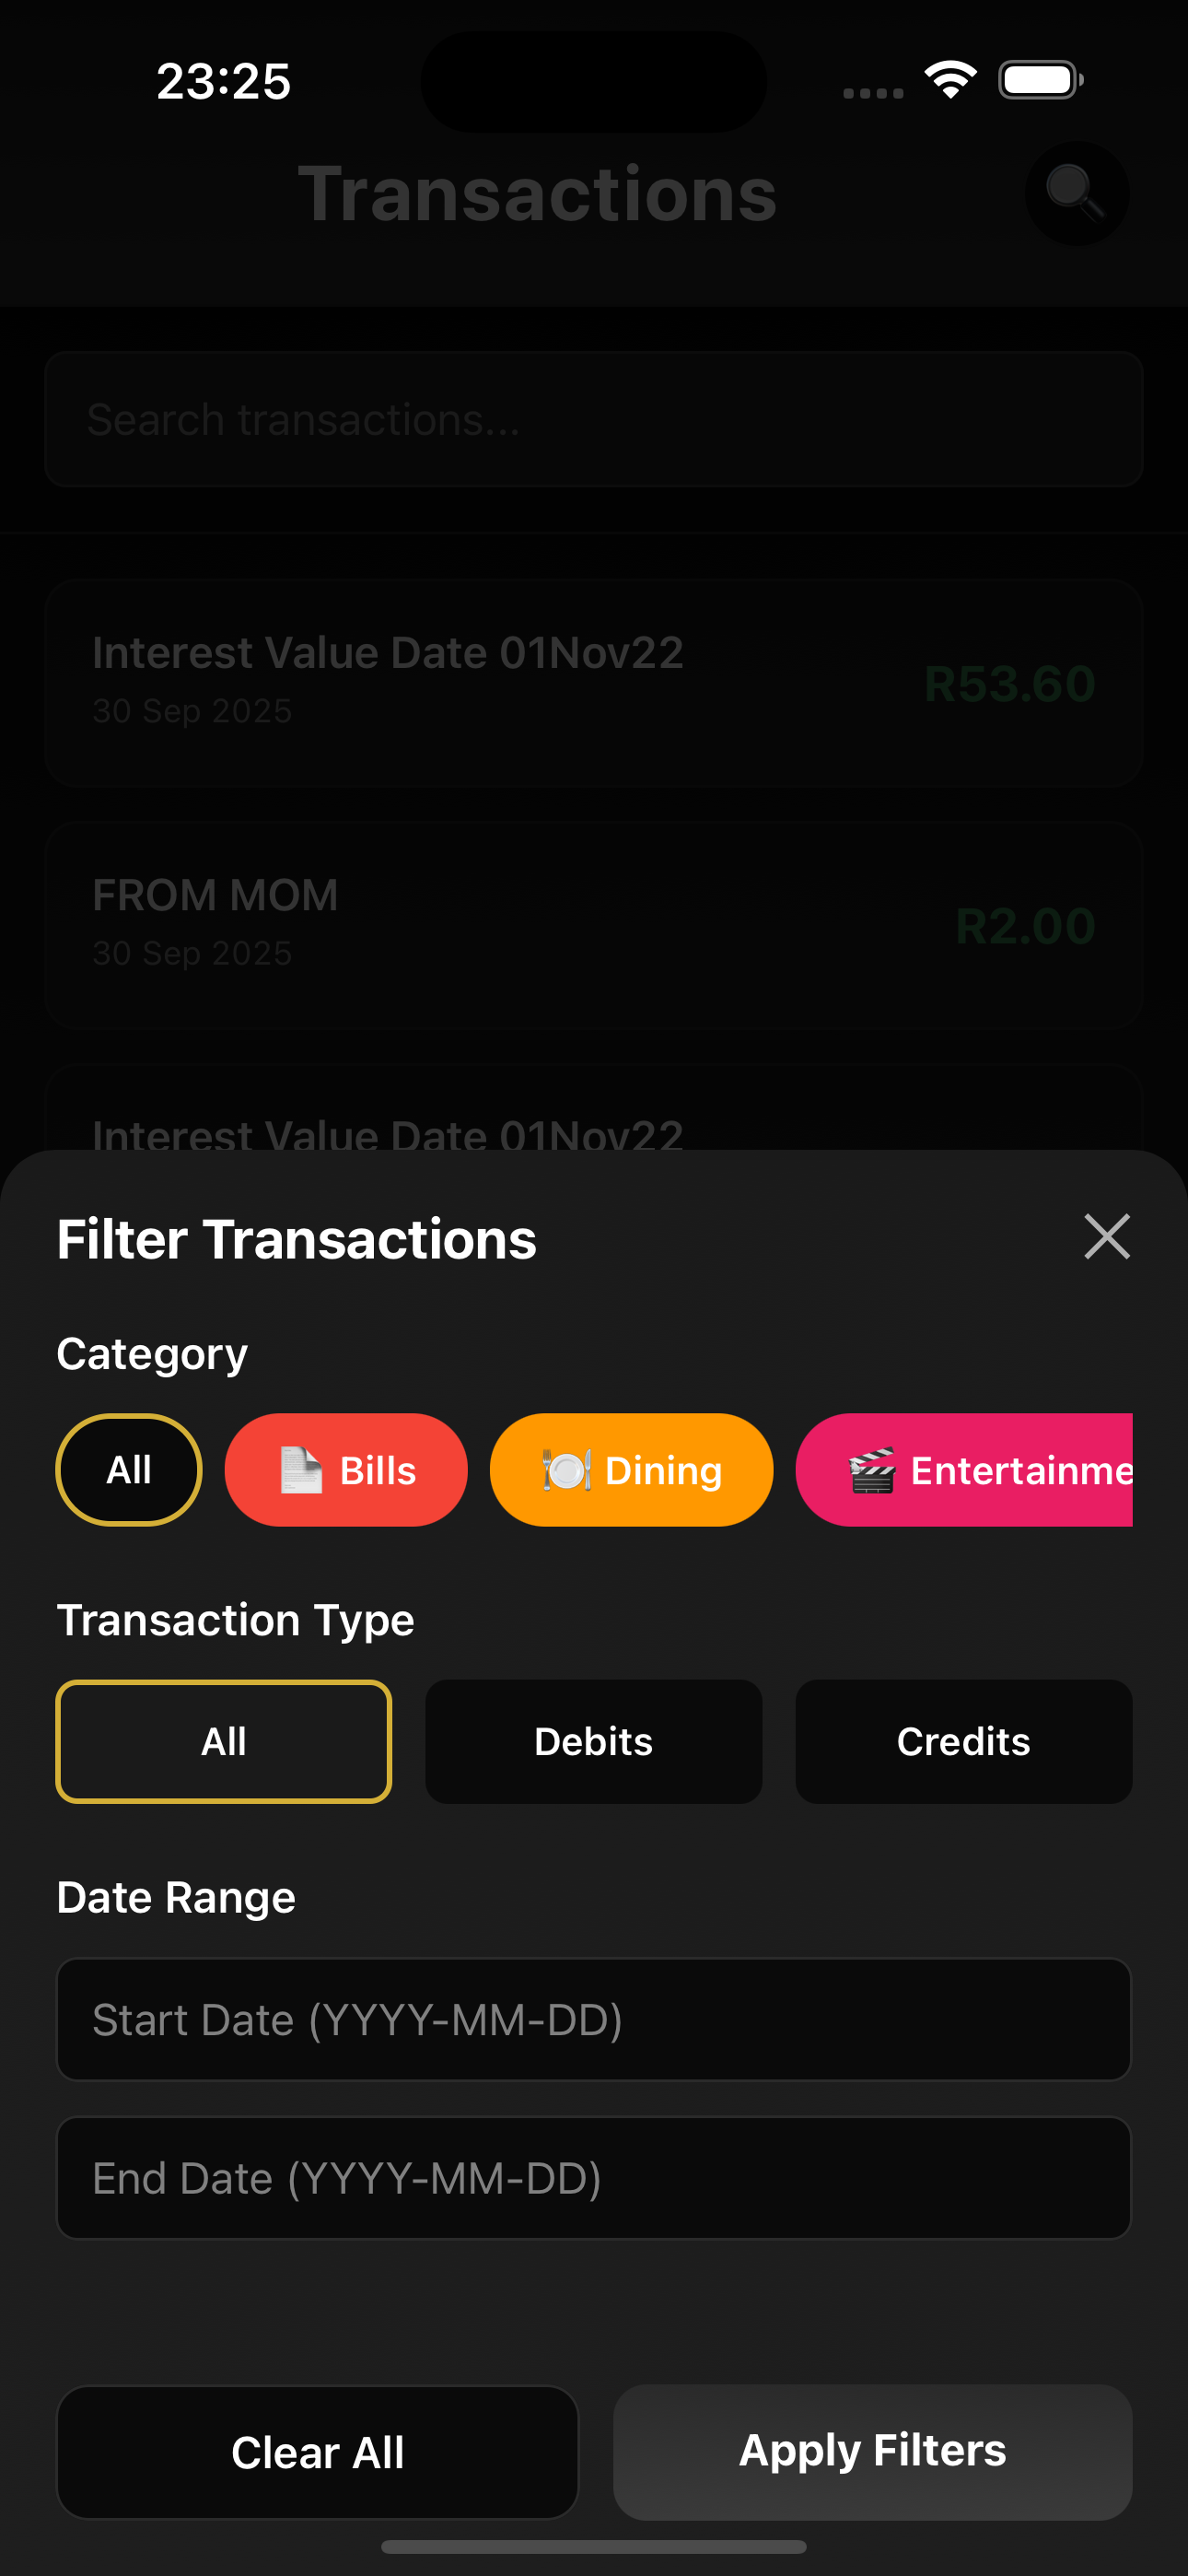 23:25
Transactions
Search transactions...
Interest Value Date 01Nov22
30 Sep 2025
R53.60
FROM MOM
30 Sep 2025
R2.00
Interest Value Date 01Nov22
Filter Transactions
Category
All
Bills
Dining
Entertainme
Transaction Type
All
Debits
Credits
Date Range
Start Date (YYYY-MM-DD)
End Date (YYYY-MM-DD)
Clear All
Apply Filters